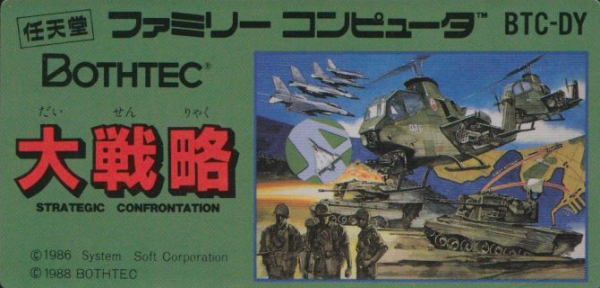 任天堂 ファミリー コンピュータ™ BTC-DY
BOTHTEC®
だい せん りゃく
大戦略
STRATEGIC CONFRONTATION
©1986 System Soft Corporation
©1988 BOTHTEC